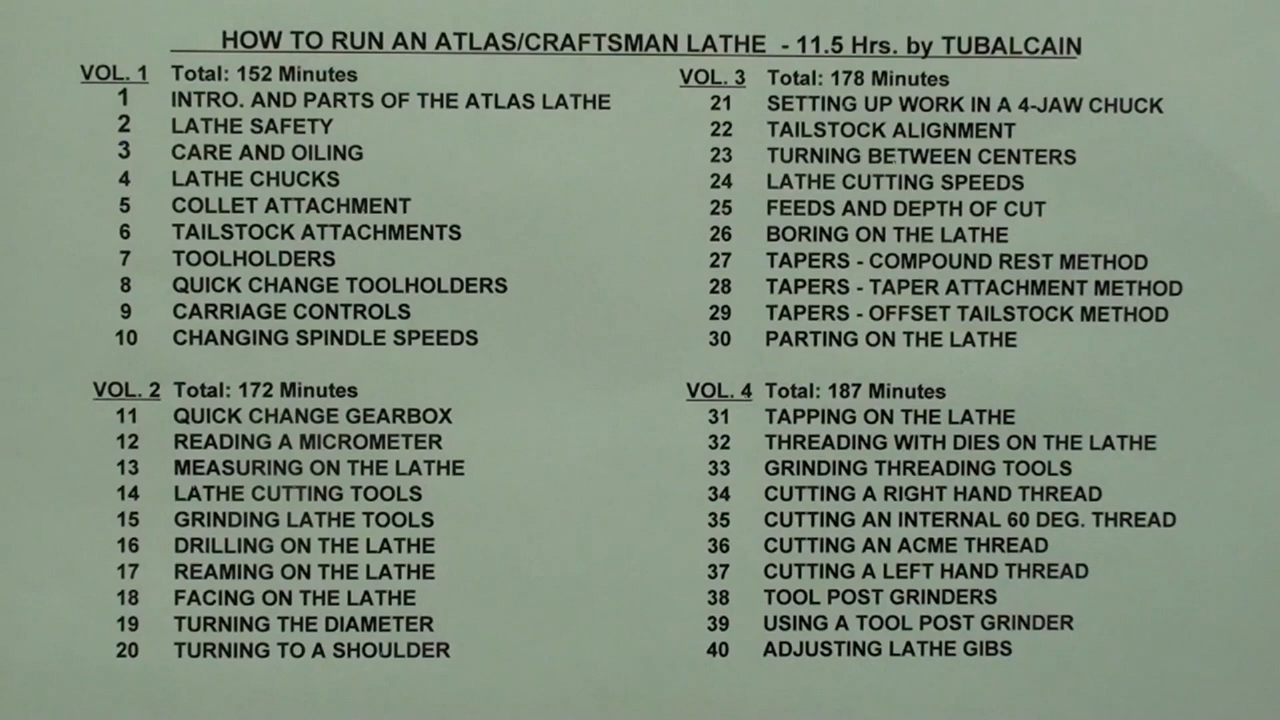 HOW TO RUN AN ATLAS/CRAFTSMAN LATHE - 11.5 Hrs. by TUBALCAIN
VOL. 1 Total: 152 Minutes
1 INTRO. AND PARTS OF THE ATLAS LATHE
2 LATHE SAFETY
3 CARE AND OILING
4 LATHE CHUCKS
5 COLLET ATTACHMENT
6 TAILSTOCK ATTACHMENTS
7 TOOLHOLDERS
8 QUICK CHANGE TOOLHOLDERS
9 CARRIAGE CONTROLS
10 CHANGING SPINDLE SPEEDS
VOL. 2 Total: 172 Minutes
11 QUICK CHANGE GEARBOX
12 READING A MICROMETER
13 MEASURING ON THE LATHE
14 LATHE CUTTING TOOLS
15 GRINDING LATHE TOOLS
16 DRILLING ON THE LATHE
17 REAMING ON THE LATHE
18 FACING ON THE LATHE
19 TURNING THE DIAMETER
20 TURNING TO A SHOULDER
VOL. 3 Total: 178 Minutes
21 SETTING UP WORK IN A 4-JAW CHUCK
22 TAILSTOCK ALIGNMENT
23 TURNING BETWEEN CENTERS
24 LATHE CUTTING SPEEDS
25 FEEDS AND DEPTH OF CUT
26 BORING ON THE LATHE
27 TAPERS - COMPOUND REST METHOD
28 TAPERS - TAPER ATTACHMENT METHOD
29 TAPERS - OFFSET TAILSTOCK METHOD
30 PARTING ON THE LATHE
VOL. 4 Total: 187 Minutes
31 TAPPING ON THE LATHE
32 THREADING WITH DIES ON THE LATHE
33 GRINDING THREADING TOOLS
34 CUTTING A RIGHT HAND THREAD
35 CUTTING AN INTERNAL 60 DEG. THREAD
36 CUTTING AN ACME THREAD
37 CUTTING A LEFT HAND THREAD
38 TOOL POST GRINDERS
39 USING A TOOL POST GRINDER
40 ADJUSTING LATHE GIBS